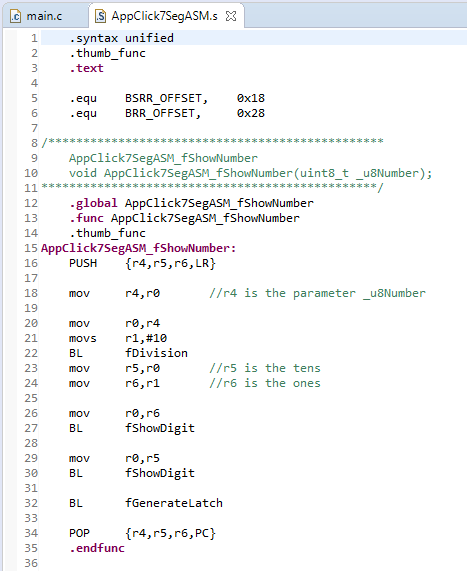 main.c AppClick7SegASM.s
1 .syntax unified
2 .thumb_func
3 .text
4
5 .equ BSRR_OFFSET, 0x18
6 .equ BRR_OFFSET, 0x28
7
8 /************************************************
9 AppClick7SegASM_fShowNumber
10 void AppClick7SegASM_fShowNumber(uint8_t _u8Number);
11 ************************************************/
12 .global AppClick7SegASM_fShowNumber
13 .func AppClick7SegASM_fShowNumber
14 .thumb_func
15 AppClick7SegASM_fShowNumber:
16 PUSH {r4,r5,r6,LR}
17
18 mov r4,r0 //r4 is the parameter _u8Number
19
20 mov r0,r4
21 movs r1,#10
22 BL fDivision
23 mov r5,r0 //r5 is the tens
24 mov r6,r1 //r6 is the ones
25
26 mov r0,r6
27 BL fShowDigit
28
29 mov r0,r5
30 BL fShowDigit
31
32 BL fGenerateLatch
33
34 POP {r4,r5,r6,PC}
35 .endfunc
36